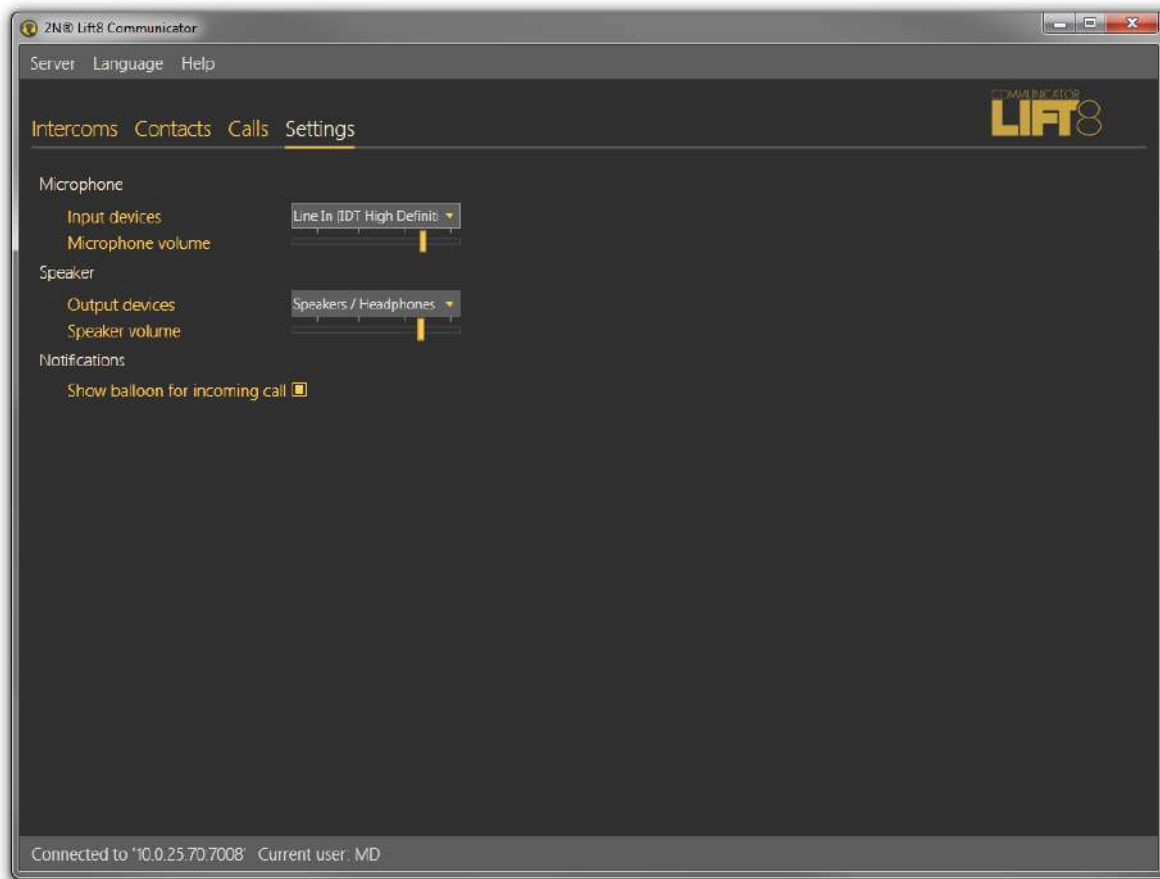 2N® Lift8 Communicator
Server Language Help
COMMUNICATOR
LIFT8
Intercoms Contacts Calls Settings
Microphone
Input devices Line In (IDT High Definiti
Microphone volume
Speaker
Output devices Speakers / Headphones
Speaker volume
Notifications
Show balloon for incoming call
Connected to '10.0.25.70:7008' Current user: MD